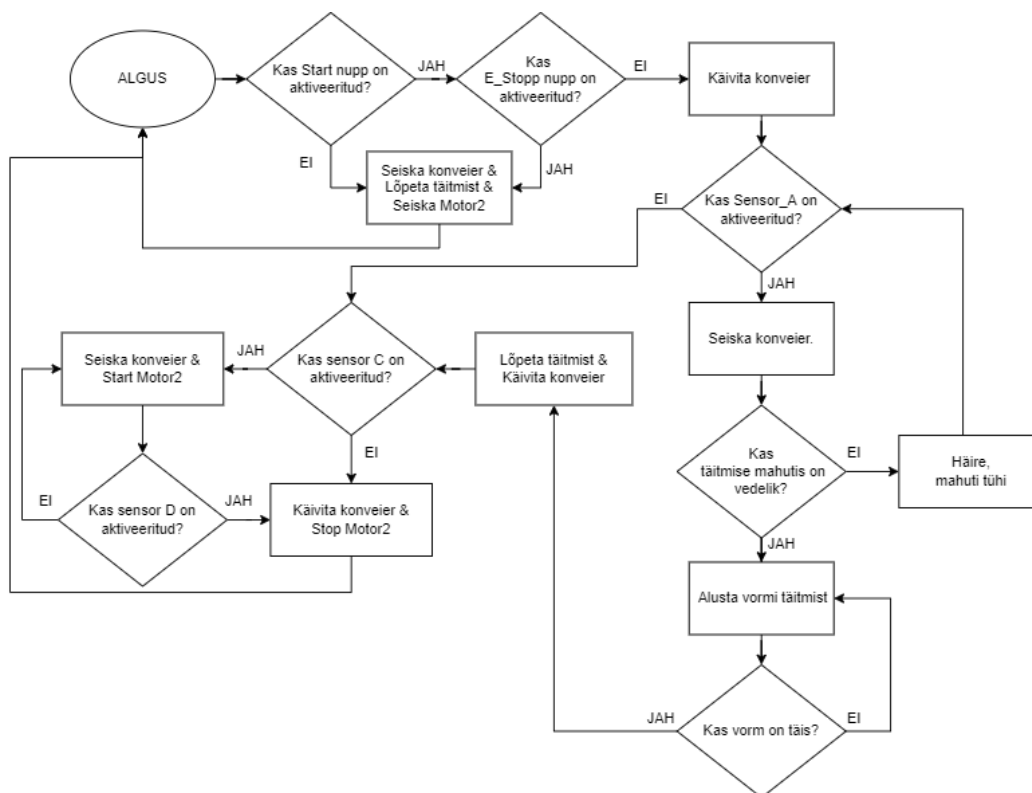 ALGUS
Kas Start nupp on
aktiveeritud?
JAH
Kas
E_Stopp nupp on
aktiveeritud?
EI
Käivita konveier
EI
Seiska konveier &
Lõpeta täitmist &
Seiska Motor2
JAH
Kas Sensor_A on
aktiveeritud?
EI
JAH
Seiska konveier.
Kas
täitmise mahutis on
vedelik?
EI
Häire,
mahuti tühi
JAH
Alusta vormi täitmist
Kas vorm on täis?
EI
JAH
Lõpeta täitmist &
Käivita konveier
Kas sensor C on
aktiveeritud?
JAH
Seiska konveier &
Start Motor2
EI
Kas sensor D on
aktiveeritud?
EI
JAH
Käivita konveier &
Stop Motor2